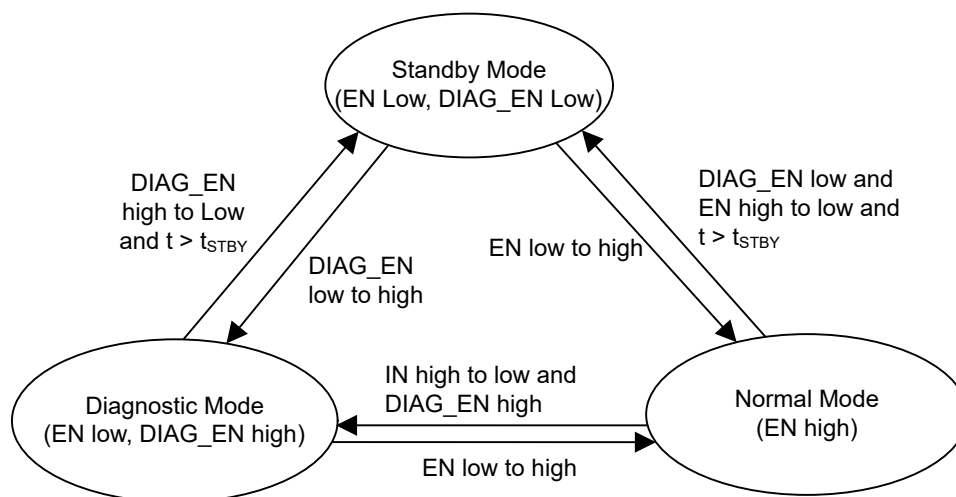 Standby Mode
(EN Low, DIAG_EN Low)
DIAG_EN
high to Low
and t > tSTBY
DIAG_EN
low to high
EN low to high
DIAG_EN low and
EN high to low and
t > tSTBY
Diagnostic Mode
(EN low, DIAG_EN high)
IN high to low and
DIAG_EN high
EN low to high
Normal Mode
(EN high)